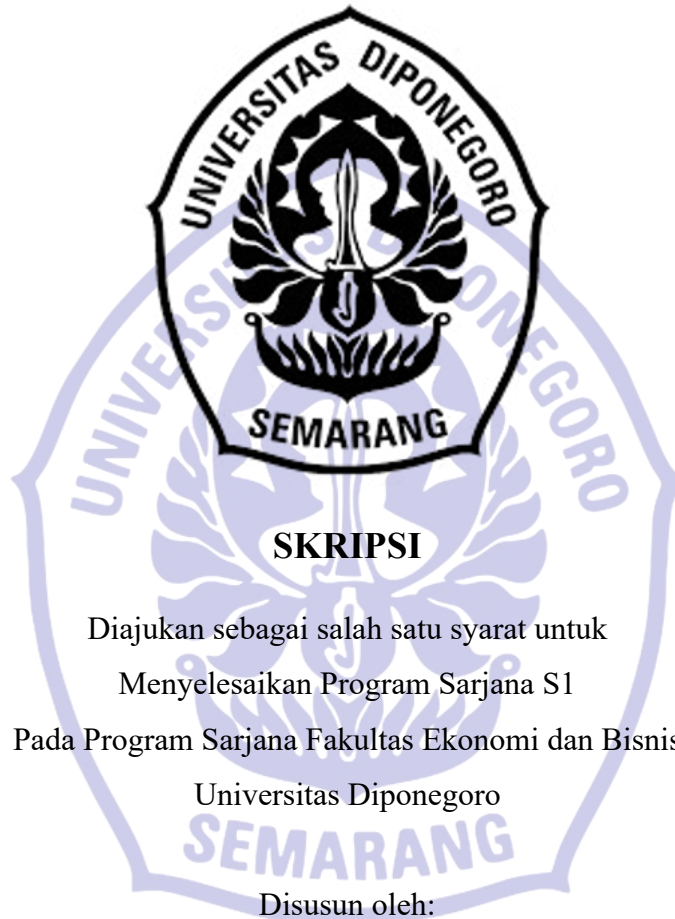 UNIVERSITAS DIPONEGORO
SEMARANG
SKRIPSI
Diajukan sebagai salah satu syarat untuk
Menyelesaikan Program Sarjana S1
Pada Program Sarjana Fakultas Ekonomi dan Bisnis
Universitas Diponegoro
SEMARANG
Disusun oleh: